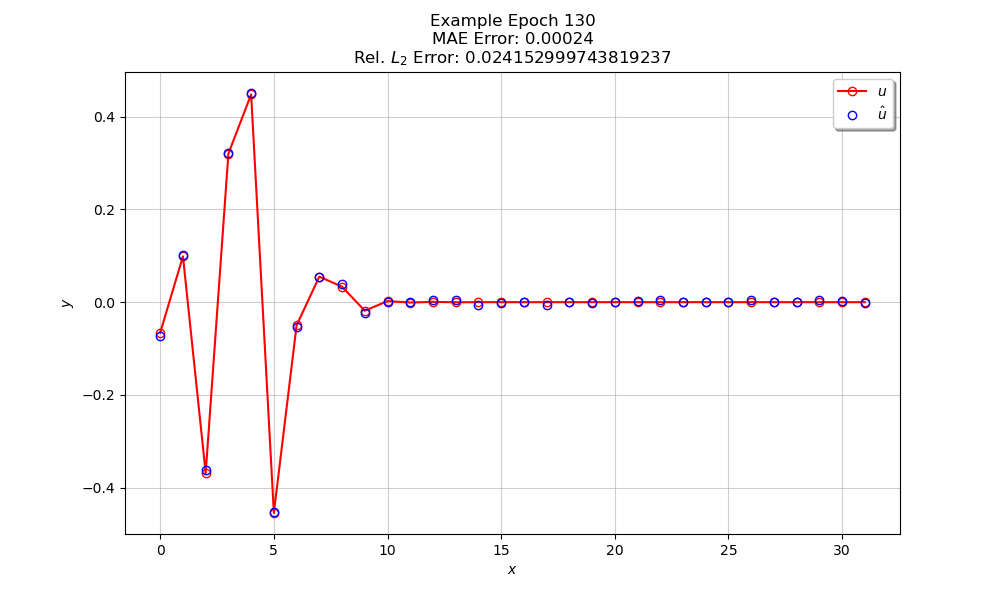 Example Epoch 130
MAE Error: 0.00024
Rel. $L_2$ Error: 0.024152999743819237
u
û
0.4
0.2
0.0
−0.2
−0.4
y
0 5 10 15 20 25 30
x